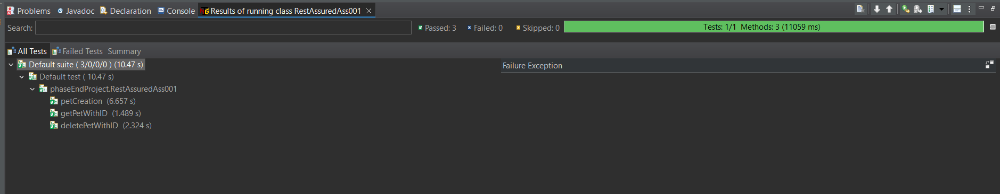 Problems @ Javadoc Declaration Console Results of running class RestAssuredAss001
Search: Passed: 3 Failed: 0 Skipped: 0 Tests: 1/1 Methods: 3 (11059 ms)
All Tests Failed Tests Summary
Default suite ( 3/0/0/0 ) (10.47 s)
Failure Exception
Default test ( 10.47 s)
phaseEndProject.RestAssuredAss001
petCreation (6.657 s)
getPetWithID (1.489 s)
deletePetWithID (2.324 s)